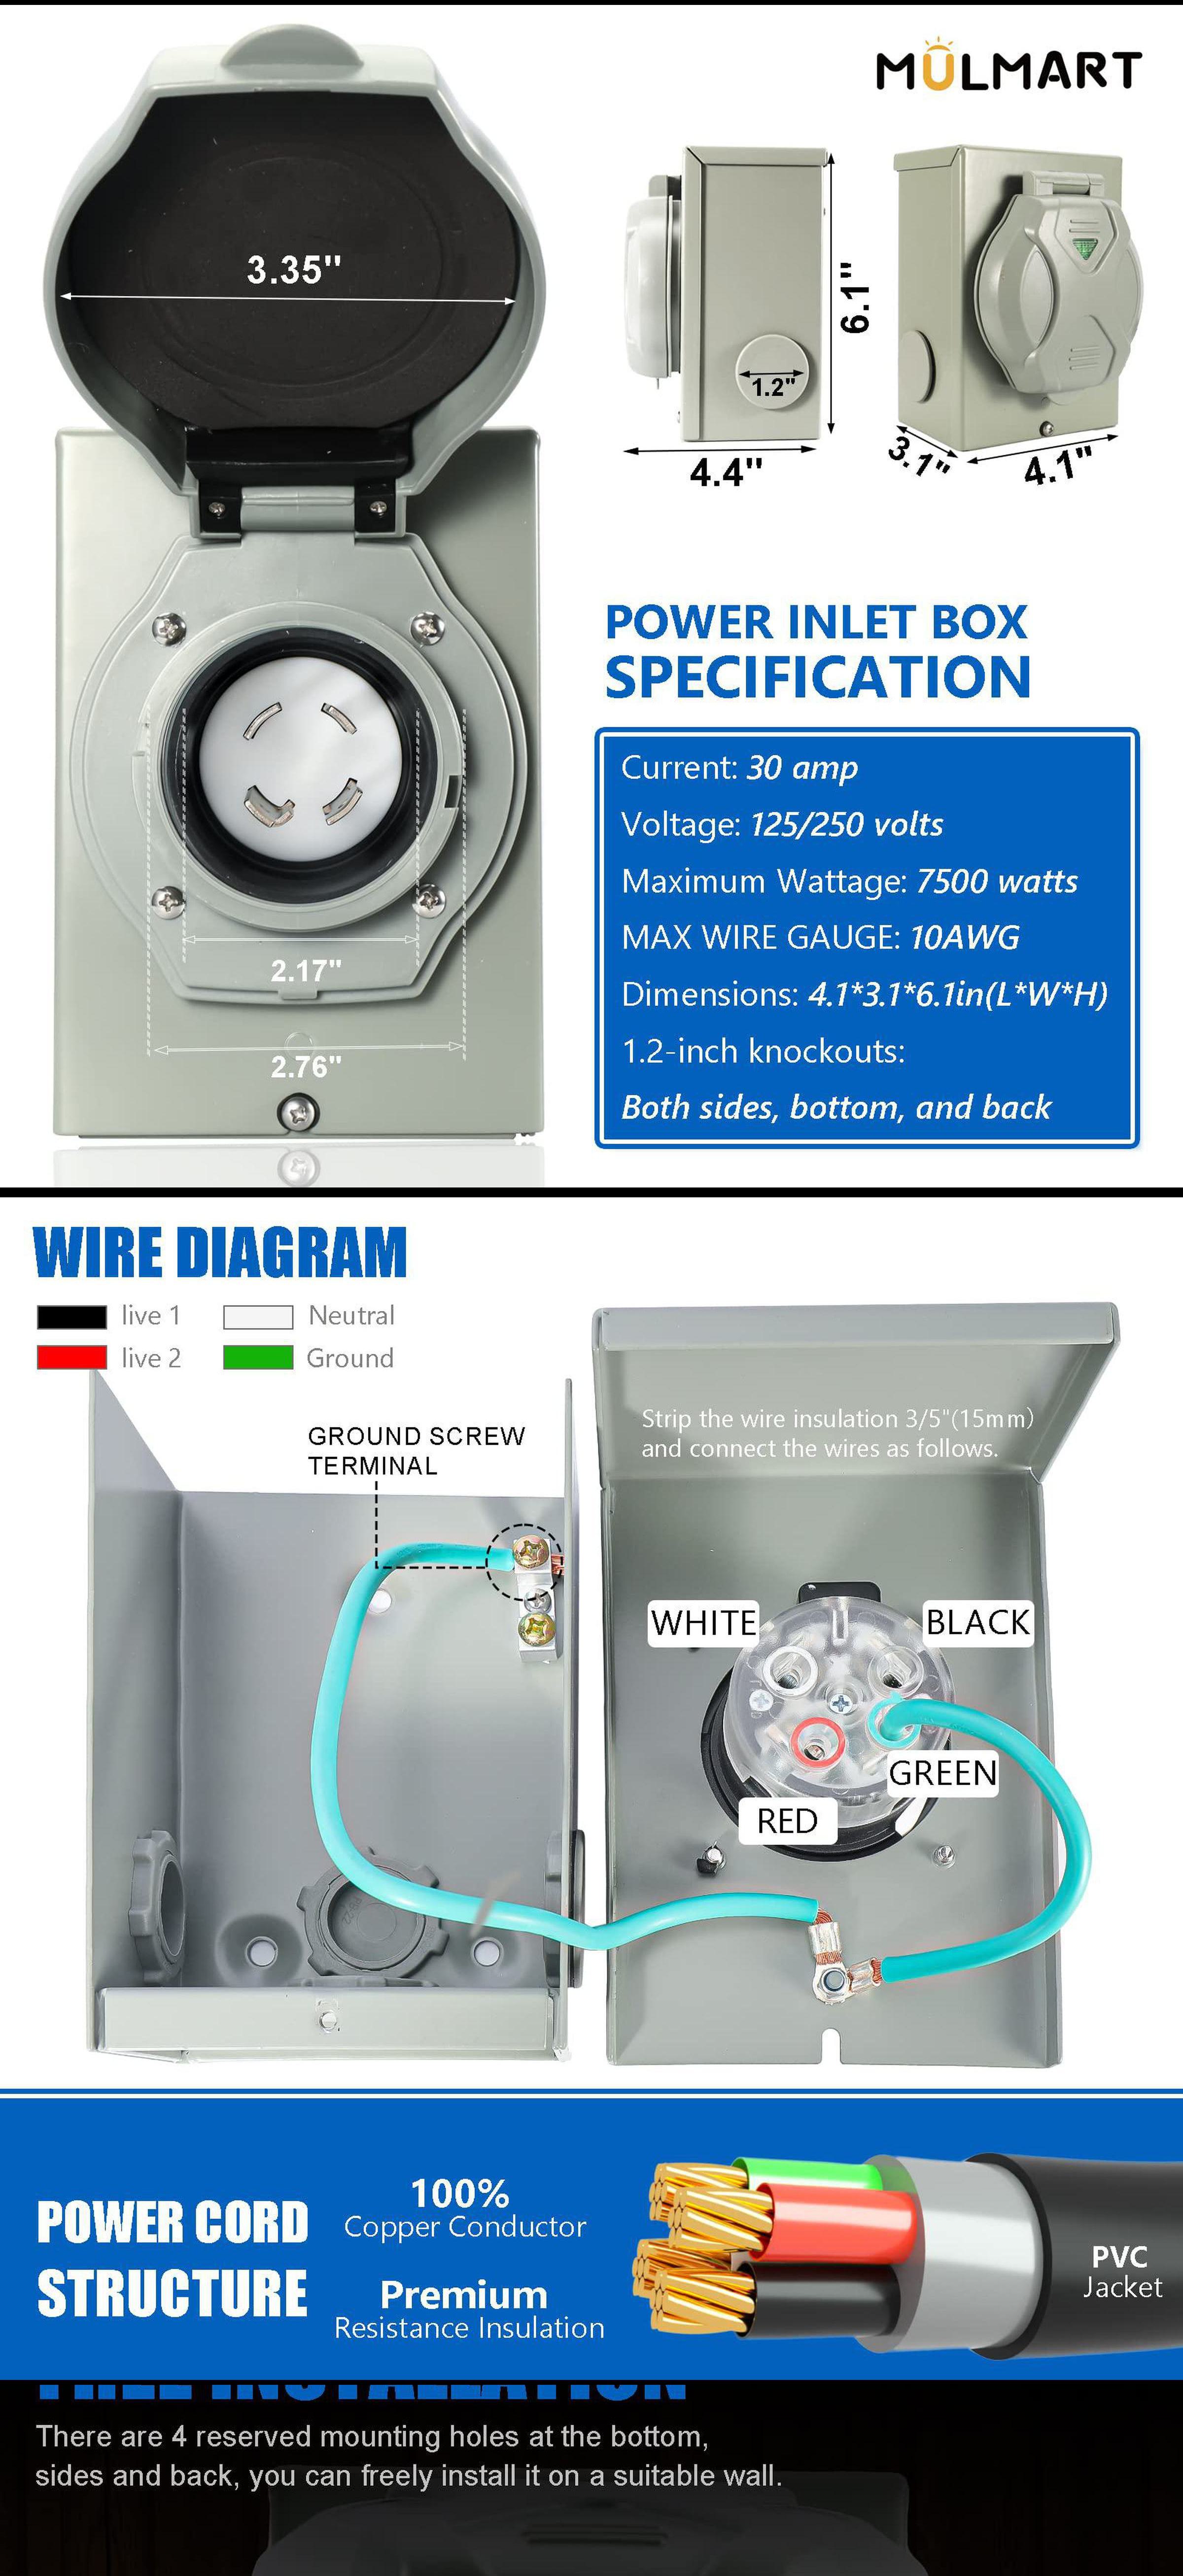 MULMART
3.35"
6.1"
1.2"
4.4"
3.1"
4.1"
2.17"
2.76"
POWER INLET BOX
SPECIFICATION
Current: 30 amp
Voltage: 125/250 volts
Maximum Wattage: 7500 watts
MAX WIRE GAUGE: 10AWG
Dimensions: 4.1*3.1*6.1in(L*W*H)
1.2-inch knockouts:
Both sides, bottom, and back
WIRE DIAGRAM
live 1
Neutral
live 2
Ground
GROUND SCREW
TERMINAL
Strip the wire insulation 3/5"(15mm)
and connect the wires as follows.
WHITE
BLACK
GREEN
RED
POWER CORD
STRUCTURE
100%
Copper Conductor
Premium
Resistance Insulation
PVC
Jacket
There are 4 reserved mounting holes at the bottom,
sides and back, you can freely install it on a suitable wall.